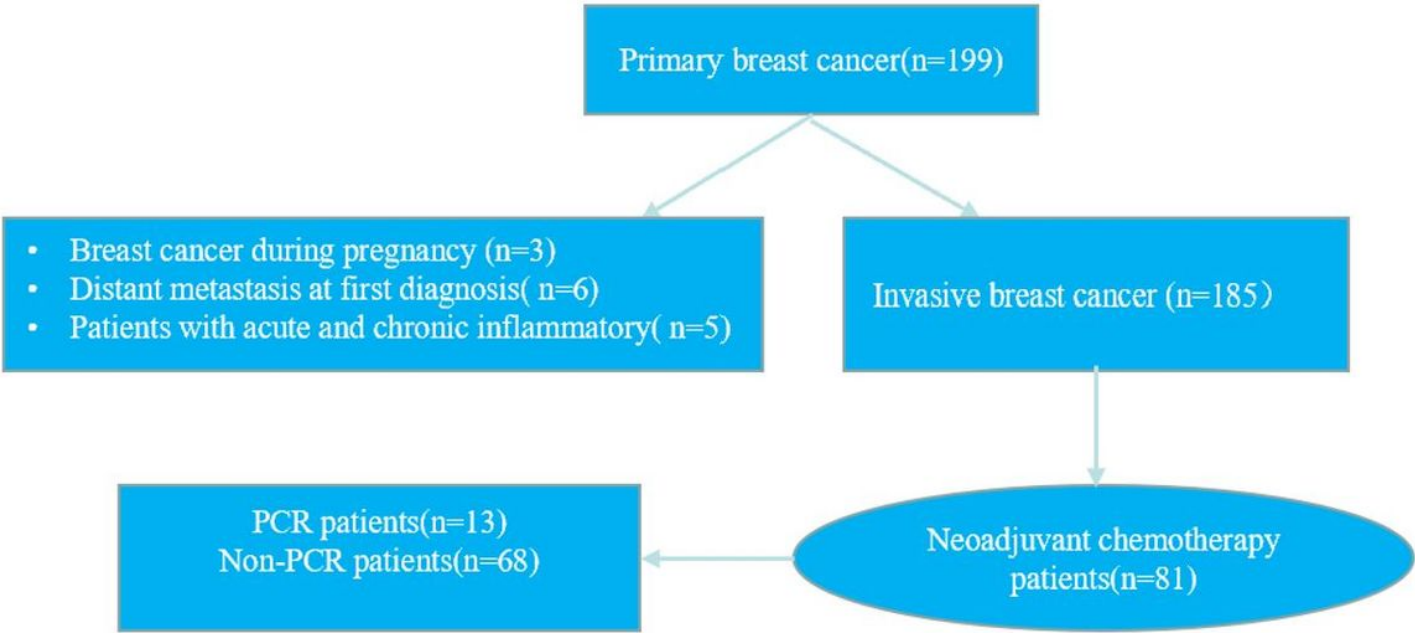 Primary breast cancer(n=199)
• Breast cancer during pregnancy (n=3)
• Distant metastasis at first diagnosis( n=6)
• Patients with acute and chronic inflammatory( n=5)
Invasive breast cancer (n=185）
PCR patients(n=13)
Non-PCR patients(n=68)
Neoadjuvant chemotherapy
patients(n=81)